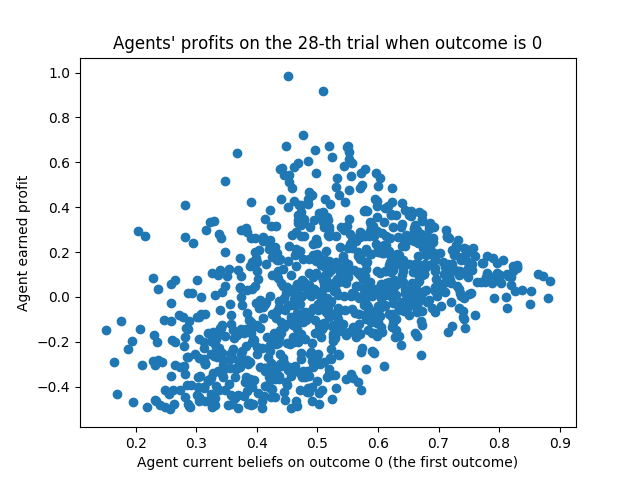 Agents' profits on the 28-th trial when outcome is 0
1.0
0.8
0.6
0.4
0.2
0.0
−0.2
−0.4
Agent earned profit
0.2 0.3 0.4 0.5 0.6 0.7 0.8 0.9
Agent current beliefs on outcome 0 (the first outcome)